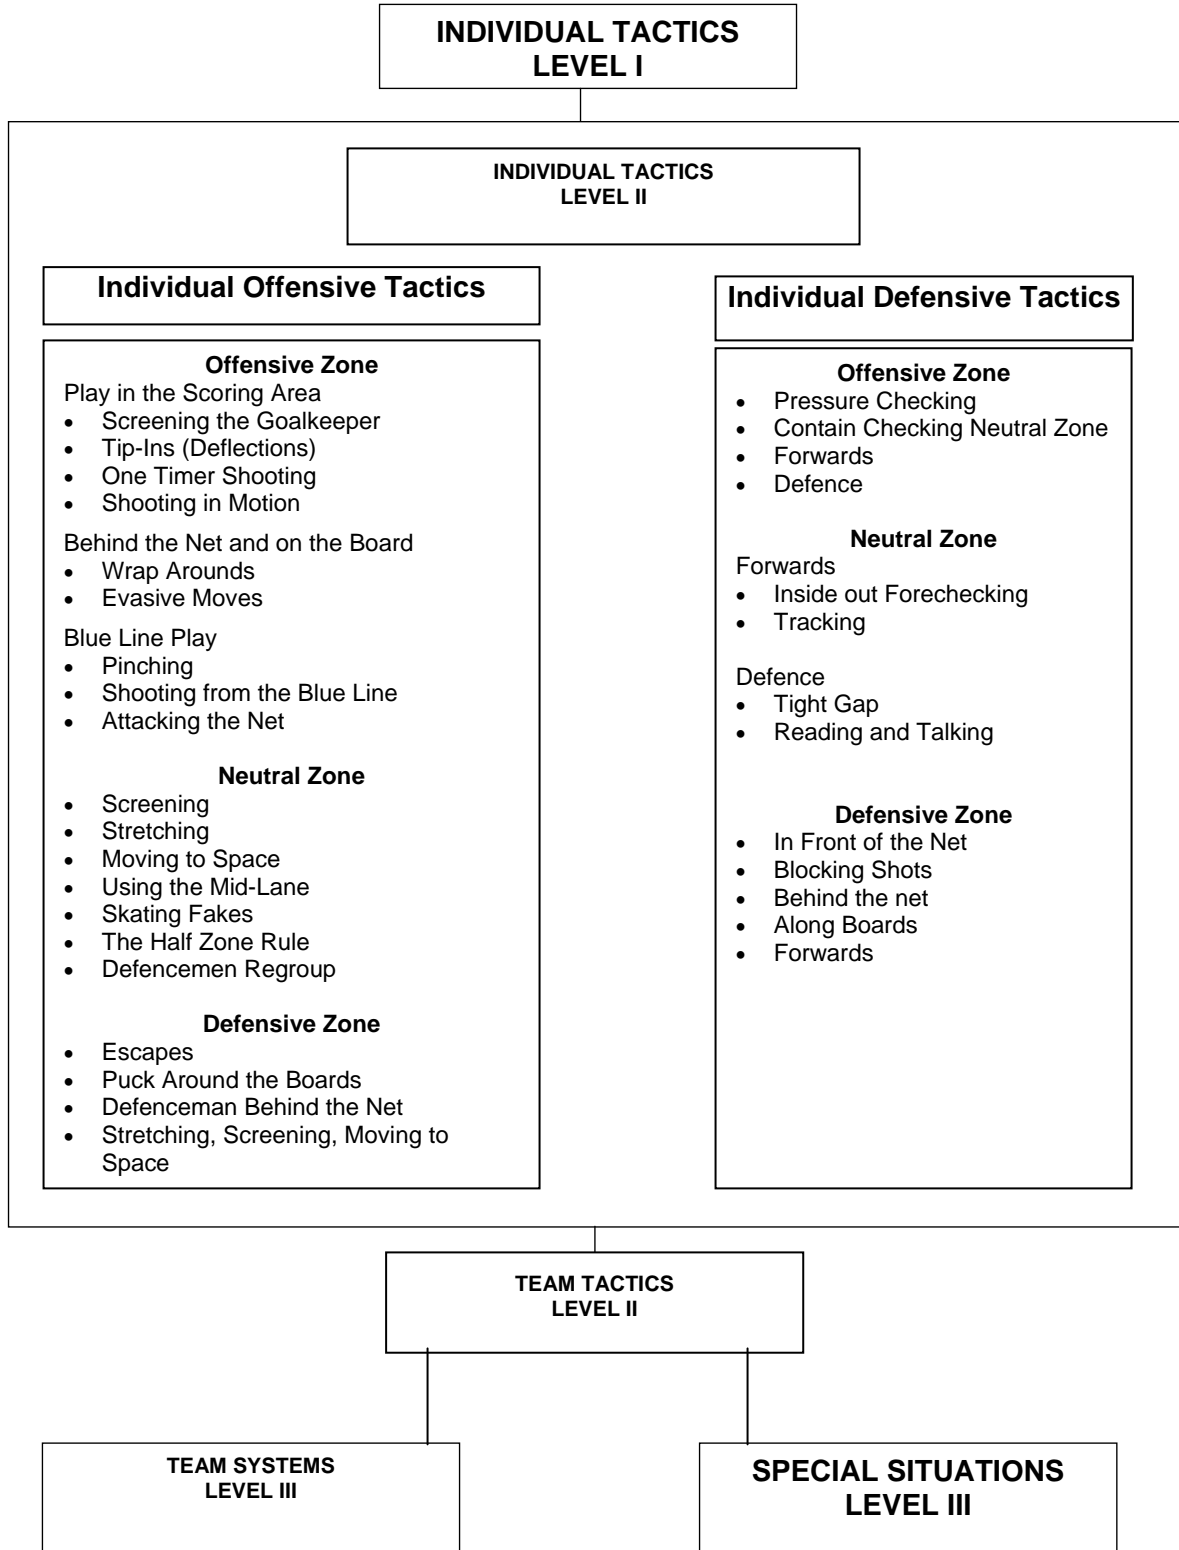 INDIVIDUAL TACTICS
LEVEL I
INDIVIDUAL TACTICS
LEVEL II
Individual Offensive Tactics
Offensive Zone
Play in the Scoring Area
• Screening the Goalkeeper
• Tip-Ins (Deflections)
• One Timer Shooting
• Shooting in Motion
Behind the Net and on the Board
• Wrap Arounds
• Evasive Moves
Blue Line Play
• Pinching
• Shooting from the Blue Line
• Attacking the Net
Neutral Zone
• Screening
• Stretching
• Moving to Space
• Using the Mid-Lane
• Skating Fakes
• The Half Zone Rule
• Defencemen Regroup
Defensive Zone
• Escapes
• Puck Around the Boards
• Defenceman Behind the Net
• Stretching, Screening, Moving to
Space
Individual Defensive Tactics
Offensive Zone
• Pressure Checking
• Contain Checking Neutral Zone
• Forwards
• Defence
Neutral Zone
Forwards
• Inside out Forechecking
• Tracking
Defence
• Tight Gap
• Reading and Talking
Defensive Zone
• In Front of the Net
• Blocking Shots
• Behind the net
• Along Boards
• Forwards
TEAM TACTICS
LEVEL II
TEAM SYSTEMS
LEVEL III
SPECIAL SITUATIONS
LEVEL III